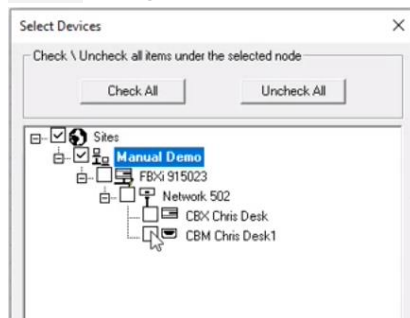 Select Devices
Check \ Uncheck all items under the selected node
Check All Uncheck All
Sites
Manual Demo
FBXi 915023
Network 502
CBX Chris Desk
CBM Chris Desk1